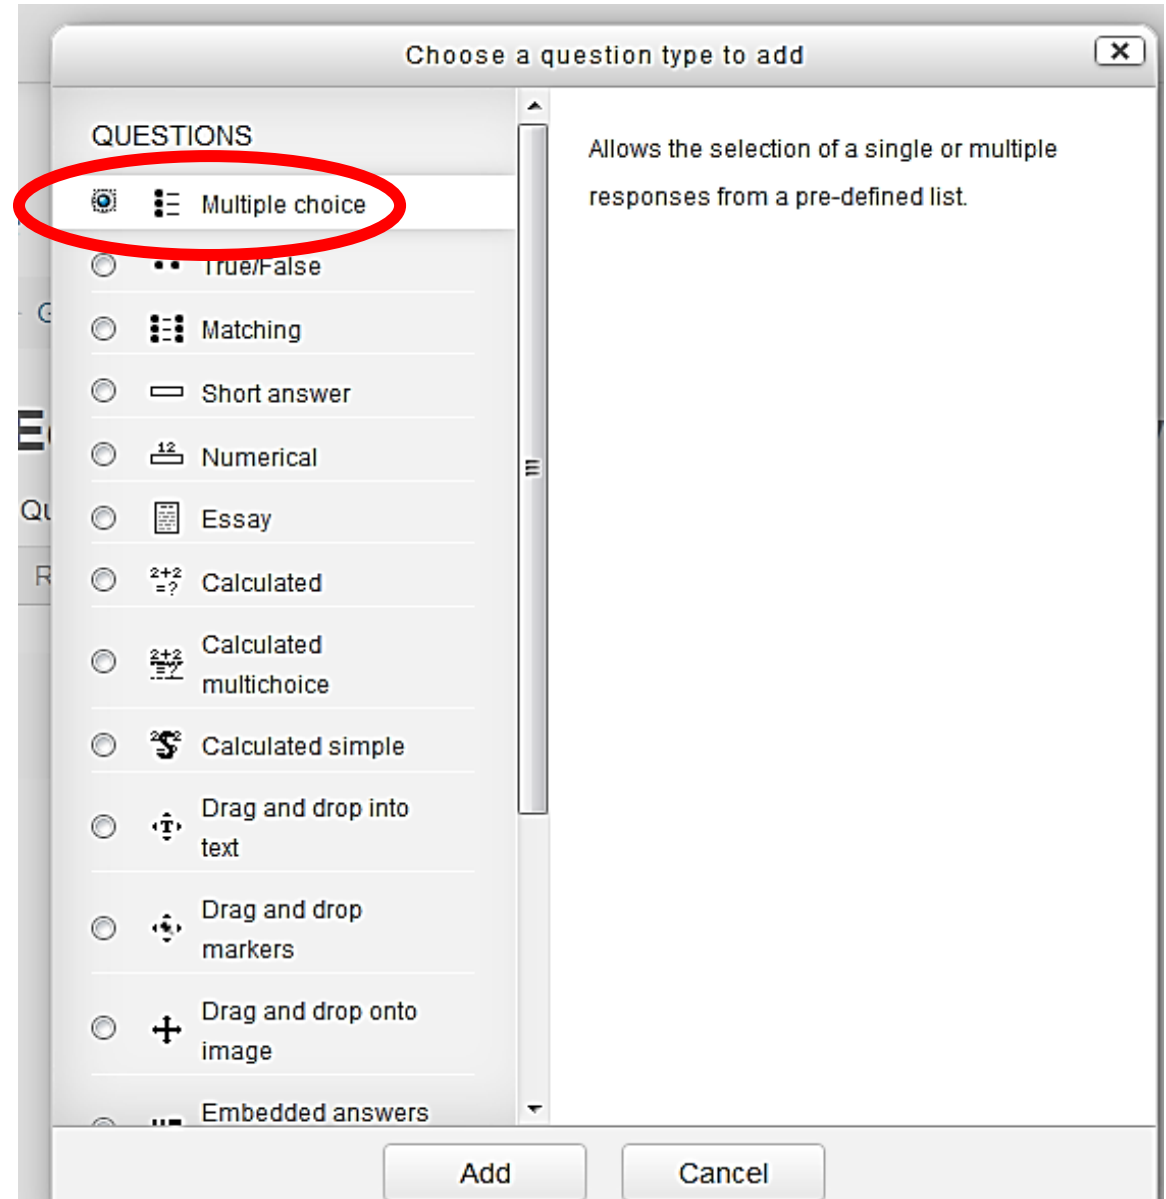 Choose a question type to add
QUESTIONS
Multiple choice
True/False
Matching
Short answer
Numerical
Essay
Calculated
Calculated
multichoice
Calculated simple
Drag and drop into
text
Drag and drop
markers
Drag and drop onto
image
Embedded answers
Allows the selection of a single or multiple
responses from a pre-defined list.
Add
Cancel